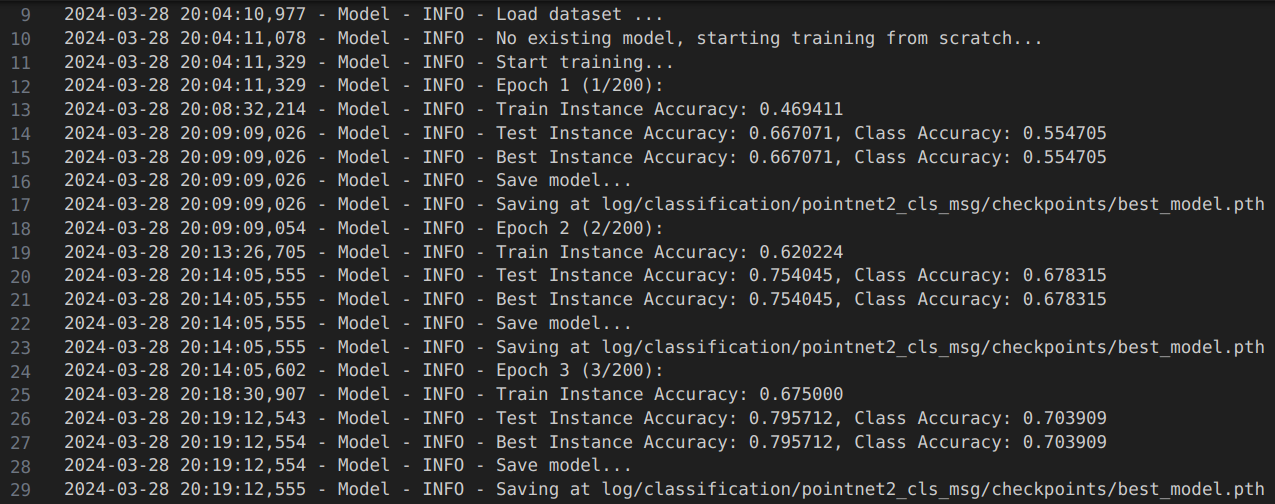 9 2024-03-28 20:04:10,977 - Model - INFO - Load dataset ...
10 2024-03-28 20:04:11,078 - Model - INFO - No existing model, starting training from scratch...
11 2024-03-28 20:04:11,329 - Model - INFO - Start training...
12 2024-03-28 20:04:11,329 - Model - INFO - Epoch 1 (1/200):
13 2024-03-28 20:08:32,214 - Model - INFO - Train Instance Accuracy: 0.469411
14 2024-03-28 20:09:09,026 - Model - INFO - Test Instance Accuracy: 0.667071, Class Accuracy: 0.554705
15 2024-03-28 20:09:09,026 - Model - INFO - Best Instance Accuracy: 0.667071, Class Accuracy: 0.554705
16 2024-03-28 20:09:09,026 - Model - INFO - Save model...
17 2024-03-28 20:09:09,026 - Model - INFO - Saving at log/classification/pointnet2_cls_msg/checkpoints/best_model.pth
18 2024-03-28 20:09:09,054 - Model - INFO - Epoch 2 (2/200):
19 2024-03-28 20:13:26,705 - Model - INFO - Train Instance Accuracy: 0.620224
20 2024-03-28 20:14:05,555 - Model - INFO - Test Instance Accuracy: 0.754045, Class Accuracy: 0.678315
21 2024-03-28 20:14:05,555 - Model - INFO - Best Instance Accuracy: 0.754045, Class Accuracy: 0.678315
22 2024-03-28 20:14:05,555 - Model - INFO - Save model...
23 2024-03-28 20:14:05,555 - Model - INFO - Saving at log/classification/pointnet2_cls_msg/checkpoints/best_model.pth
24 2024-03-28 20:14:05,602 - Model - INFO - Epoch 3 (3/200):
25 2024-03-28 20:18:30,907 - Model - INFO - Train Instance Accuracy: 0.675000
26 2024-03-28 20:19:12,543 - Model - INFO - Test Instance Accuracy: 0.795712, Class Accuracy: 0.703909
27 2024-03-28 20:19:12,554 - Model - INFO - Best Instance Accuracy: 0.795712, Class Accuracy: 0.703909
28 2024-03-28 20:19:12,554 - Model - INFO - Save model...
29 2024-03-28 20:19:12,555 - Model - INFO - Saving at log/classification/pointnet2_cls_msg/checkpoints/best_model.pth